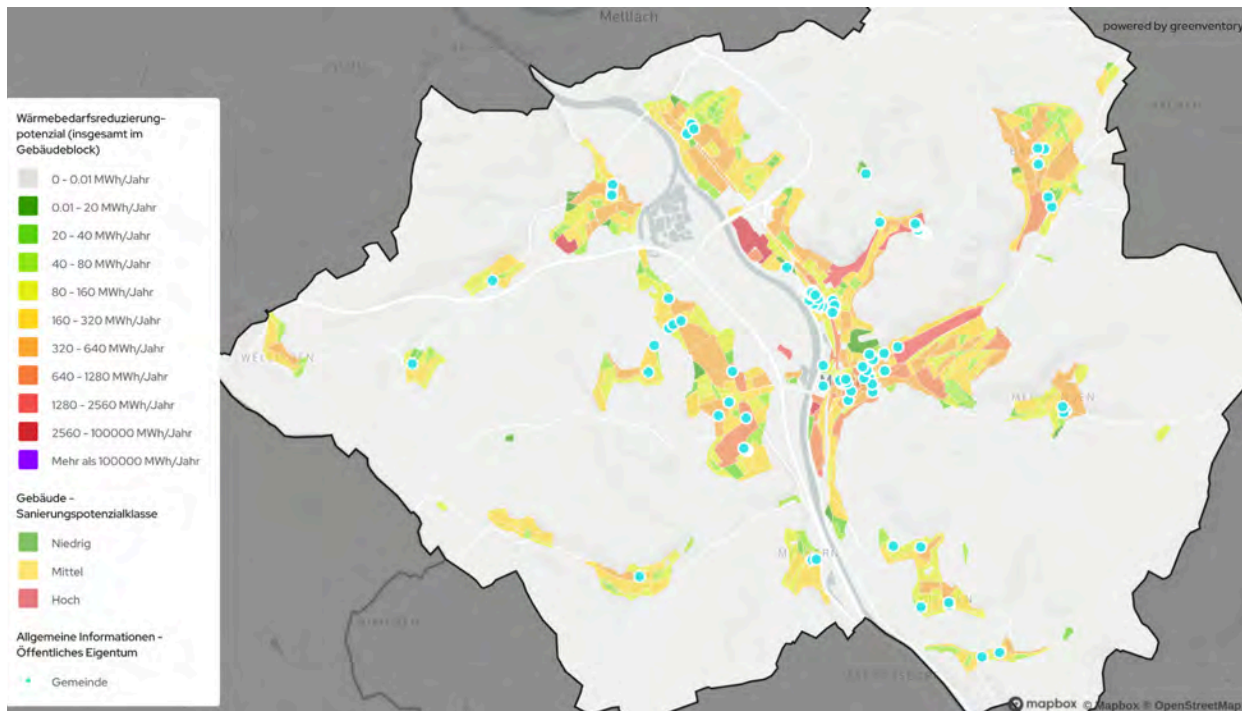 Mettlach
powered by greenventory
Wärmebedarfsreduzierung-
potenzial (insgesamt im
Gebäudeblock)
0 - 0.01 MWh/Jahr
0.01 - 20 MWh/Jahr
20 - 40 MWh/Jahr
40 - 80 MWh/Jahr
80 - 160 MWh/Jahr
160 - 320 MWh/Jahr
320 - 640 MWh/Jahr
640 - 1280 MWh/Jahr
1280 - 2560 MWh/Jahr
2560 - 100000 MWh/Jahr
Mehr als 100000 MWh/Jahr
Gebäude -
Sanierungspotenzialklasse
Niedrig
Mittel
Hoch
Allgemeine Informationen -
Öffentliches Eigentum
Gemeinde
mapbox © Mapbox © OpenStreetMap